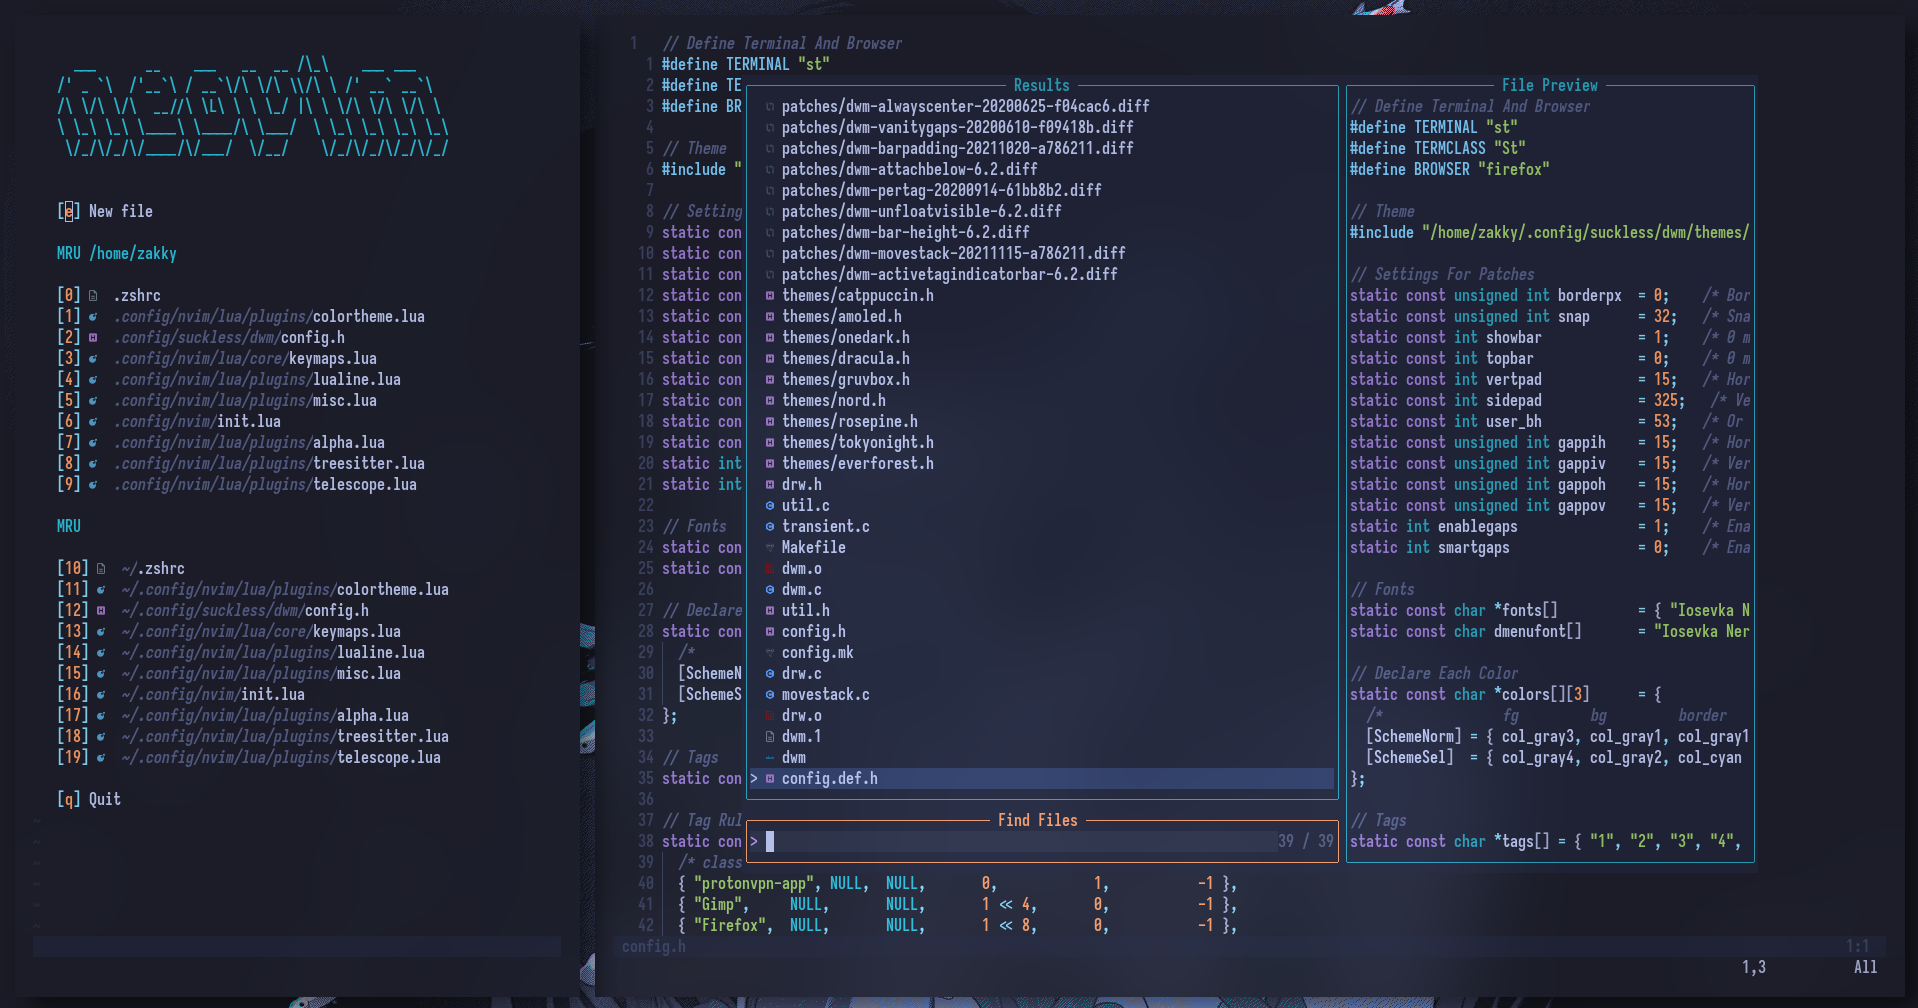 [e] New file
MRU /home/zakky
[0] .zshrc
[1] .config/nvim/lua/plugins/colortheme.lua
[2] .config/suckless/dwm/config.h
[3] .config/nvim/lua/core/keymaps.lua
[4] .config/nvim/lua/plugins/lualine.lua
[5] .config/nvim/lua/plugins/misc.lua
[6] .config/nvim/init.lua
[7] .config/nvim/lua/plugins/alpha.lua
[8] .config/nvim/lua/plugins/treesitter.lua
[9] .config/nvim/lua/plugins/telescope.lua
MRU
[10] ~/.zshrc
[11] ~/.config/nvim/lua/plugins/colortheme.lua
[12] ~/.config/suckless/dwm/config.h
[13] ~/.config/nvim/lua/core/keymaps.lua
[14] ~/.config/nvim/lua/plugins/lualine.lua
[15] ~/.config/nvim/lua/plugins/misc.lua
[16] ~/.config/nvim/init.lua
[17] ~/.config/nvim/lua/plugins/alpha.lua
[18] ~/.config/nvim/lua/plugins/treesitter.lua
[19] ~/.config/nvim/lua/plugins/telescope.lua
[q] Quit
1 // Define Terminal And Browser
1 #define TERMINAL "st"
2 #define TE
3 #define BR
4
5 // Theme
6 #include "
7
8 // Setting
9 static con
10 static con
11 static con
12 static con
13 static con
14 static con
15 static con
16 static con
17 static con
18 static con
19 static con
20 static int
21 static int
22
23 // Fonts
24 static con
25 static con
26
27 // Declare
28 static con
29 /*
30 [SchemeN
31 [SchemeS
32 };
33
34 // Tags
35 static con
36
37 // Tag Rul
38 static con
39 /* class
40 { "protonvpn-app", NULL, NULL, 0, 1, -1 },
41 { "Gimp", NULL, NULL, 1 << 4, 0, -1 },
42 { "Firefox", NULL, NULL, 1 << 8, 0, -1 },
config.h 1:1
1,3 All
Results
patches/dwm-alwayscenter-20200625-f04cac6.diff
patches/dwm-vanitygaps-20200610-f09418b.diff
patches/dwm-barpadding-20211020-a786211.diff
patches/dwm-attachbelow-6.2.diff
patches/dwm-pertag-20200914-61bb8b2.diff
patches/dwm-unfloatvisible-6.2.diff
patches/dwm-bar-height-6.2.diff
patches/dwm-movestack-20211115-a786211.diff
patches/dwm-activetagindicatorbar-6.2.diff
themes/catppuccin.h
themes/amoled.h
themes/onedark.h
themes/dracula.h
themes/gruvbox.h
themes/nord.h
themes/rosepine.h
themes/tokyonight.h
themes/everforest.h
drw.h
util.c
transient.c
Makefile
dwm.o
dwm.c
util.h
config.h
config.mk
drw.c
movestack.c
drw.o
dwm.1
dwm
> config.def.h
Find Files
> 39 / 39
File Preview
// Define Terminal And Browser
#define TERMINAL "st"
#define TERMCLASS "St"
#define BROWSER "firefox"
// Theme
#include "/home/zakky/.config/suckless/dwm/themes/
// Settings For Patches
static const unsigned int borderpx = 0; /* Bor
static const unsigned int snap = 32; /* Sna
static const int showbar = 1; /* 0 m
static const int topbar = 0; /* 0 m
static const int vertpad = 15; /* Hor
static const int sidepad = 325; /* Ve
static const int user_bh = 53; /* Or
static const unsigned int gappih = 15; /* Hor
static const unsigned int gappiv = 15; /* Ver
static const unsigned int gappoh = 15; /* Hor
static const unsigned int gappov = 15; /* Ver
static int enablegaps = 1; /* Ena
static int smartgaps = 0; /* Ena
// Fonts
static const char *fonts[] = { "Iosevka N
static const char dmenufont[] = "Iosevka Ner
// Declare Each Color
static const char *colors[][3] = {
/* fg bg border
[SchemeNorm] = { col_gray3, col_gray1, col_gray1
[SchemeSel] = { col_gray4, col_gray2, col_cyan
};
// Tags
static const char *tags[] = { "1", "2", "3", "4",